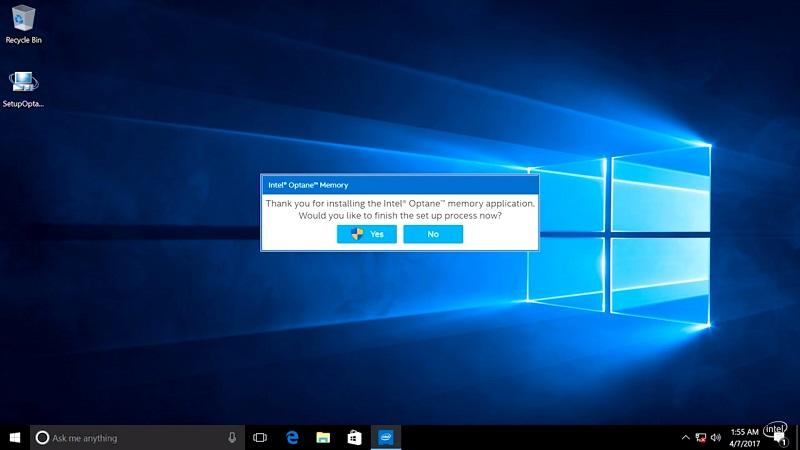 Recycle Bin
SetupOpta...
Intel® Optane™ Memory
Thank you for installing the Intel® Optane™ memory application.
Would you like to finish the set up process now?
Yes
No
Ask me anything
1:55 AM
4/7/2017
intel
1